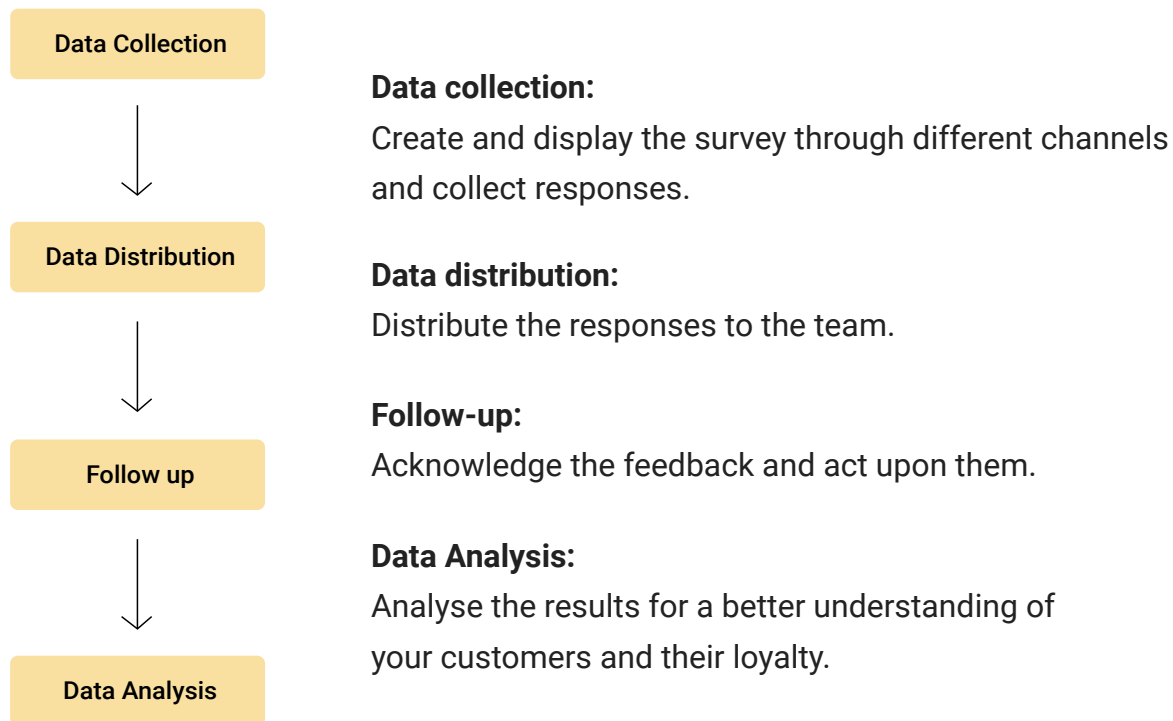 Data Collection
Data Distribution
Follow up
Data Analysis
Data collection:
Create and display the survey through different channels
and collect responses.
Data distribution:
Distribute the responses to the team.
Follow-up:
Acknowledge the feedback and act upon them.
Data Analysis:
Analyse the results for a better understanding of
your customers and their loyalty.